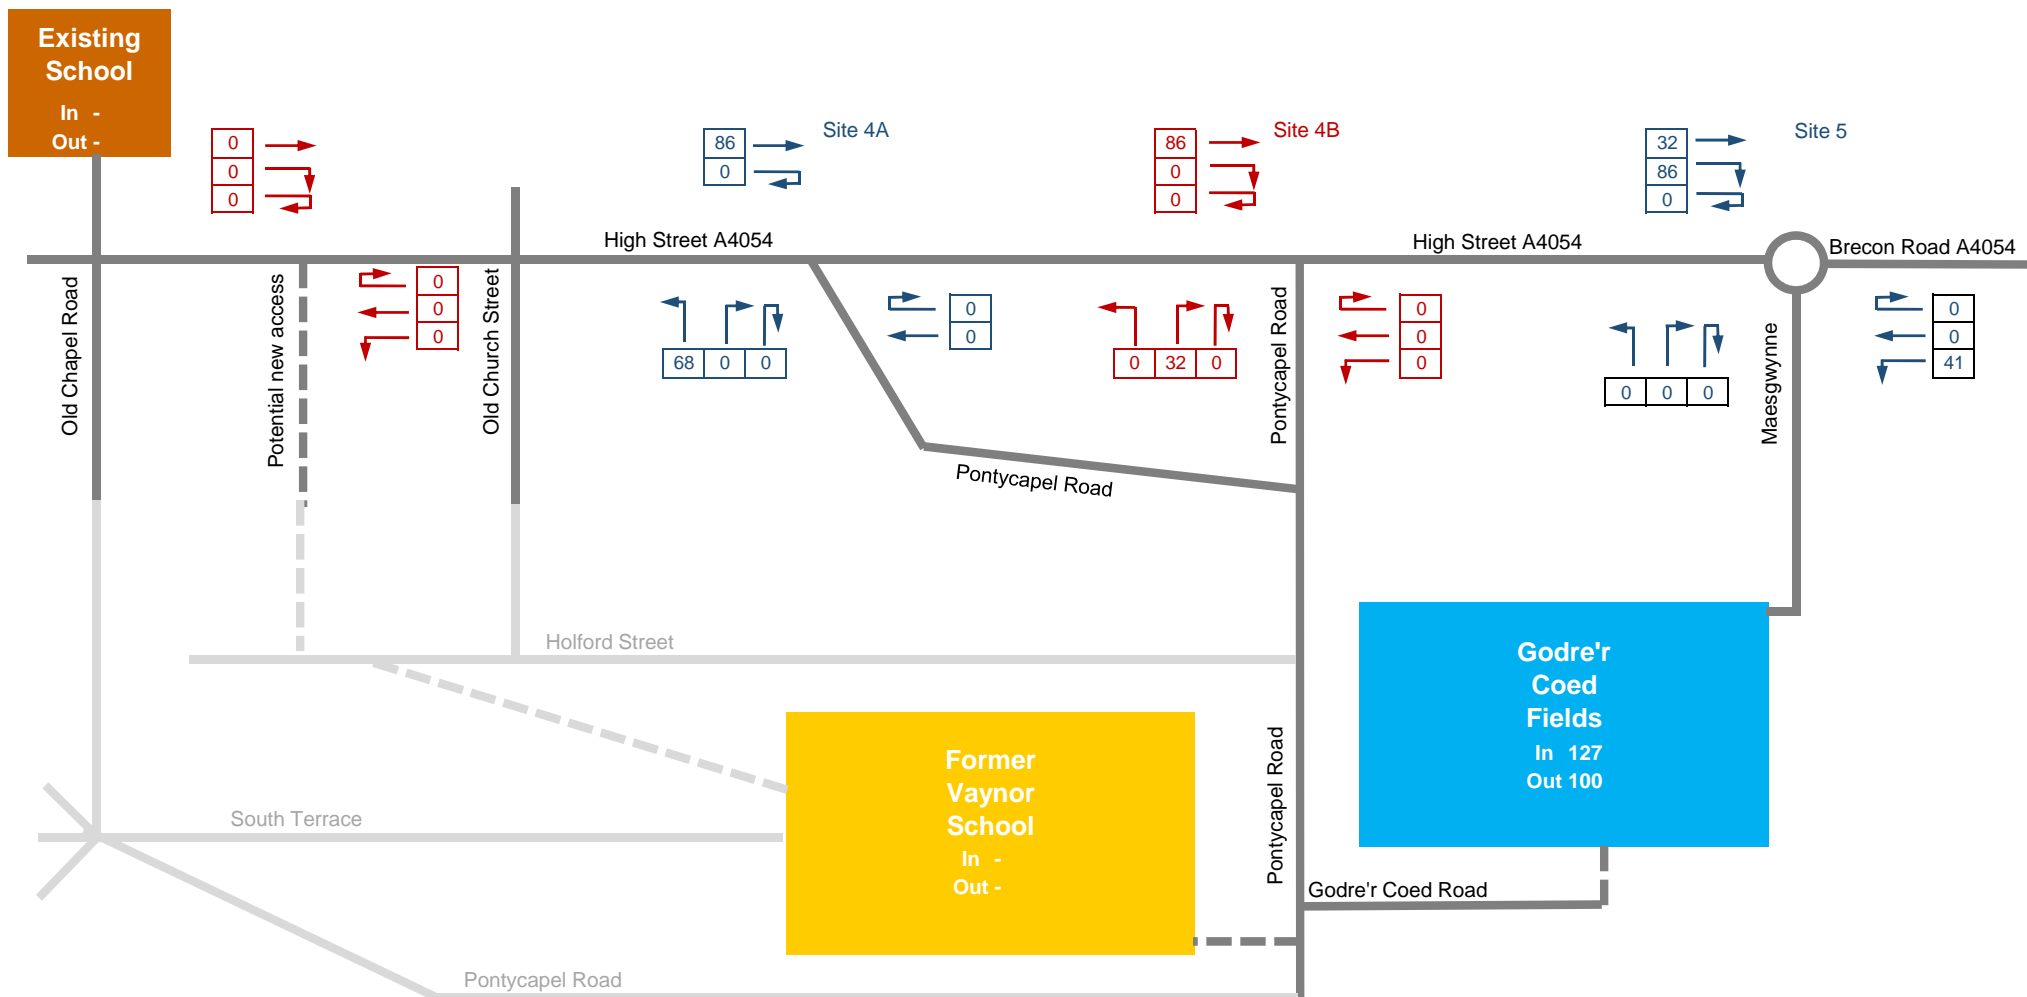 Existing
School
In -
Out -
0
0
0
86
0
Site 4A
86
0
0
Site 4B
32
86
0
Site 5
High Street A4054
High Street A4054
Brecon Road A4054
Old Chapel Road
Potential new access
0
0
0
Old Church Street
68 0 0
0
0
0 32 0
Pontycapel Road
0
0
0
0 0 0
Maesgwynne
0
0
41
Pontycapel Road
Holford Street
Godre'r
Coed
Fields
In 127
Out 100
Former
Vaynor
School
In -
Out -
Pontycapel Road
South Terrace
Godre'r Coed Road
Pontycapel Road